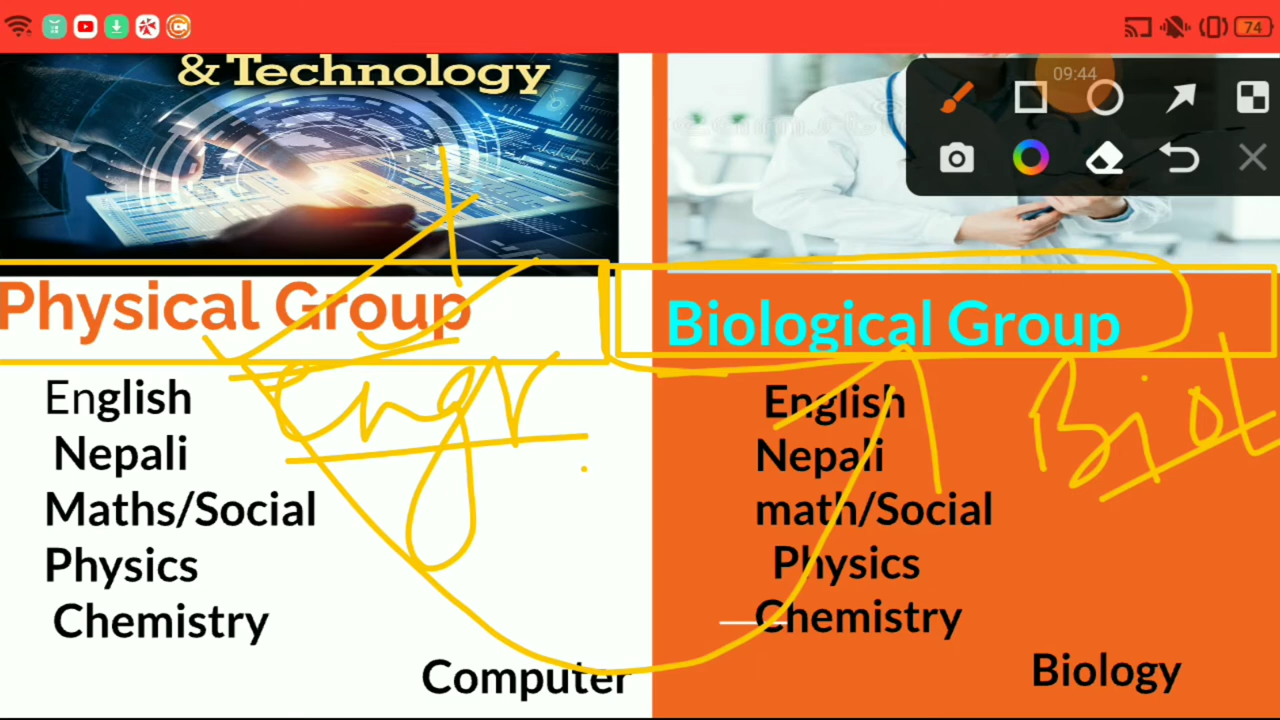 74
09:44
& Technology
Physical Group
Engr.
English
Nepali
Maths/Social
Physics
Chemistry
Computer
Biological Group
English
Nepali
math/Social
Physics
Chemistry
Biology